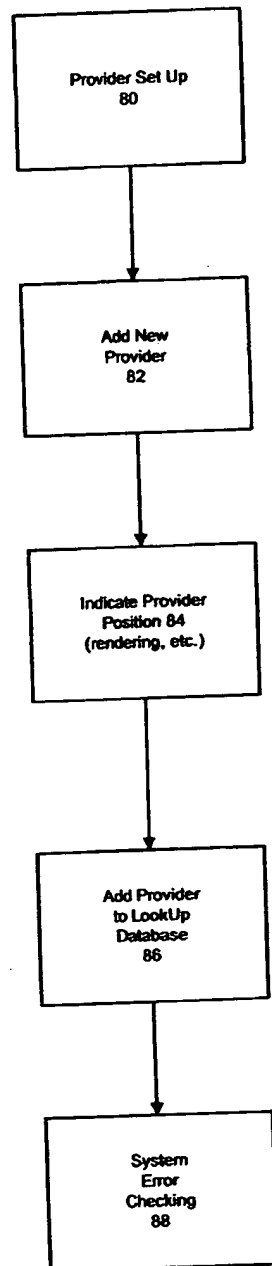 Provider Set Up
80
Add New
Provider
82
Indicate Provider
Position 84
(rendering, etc.)
Add Provider
to LookUp
Database
86
System
Error
Checking
88